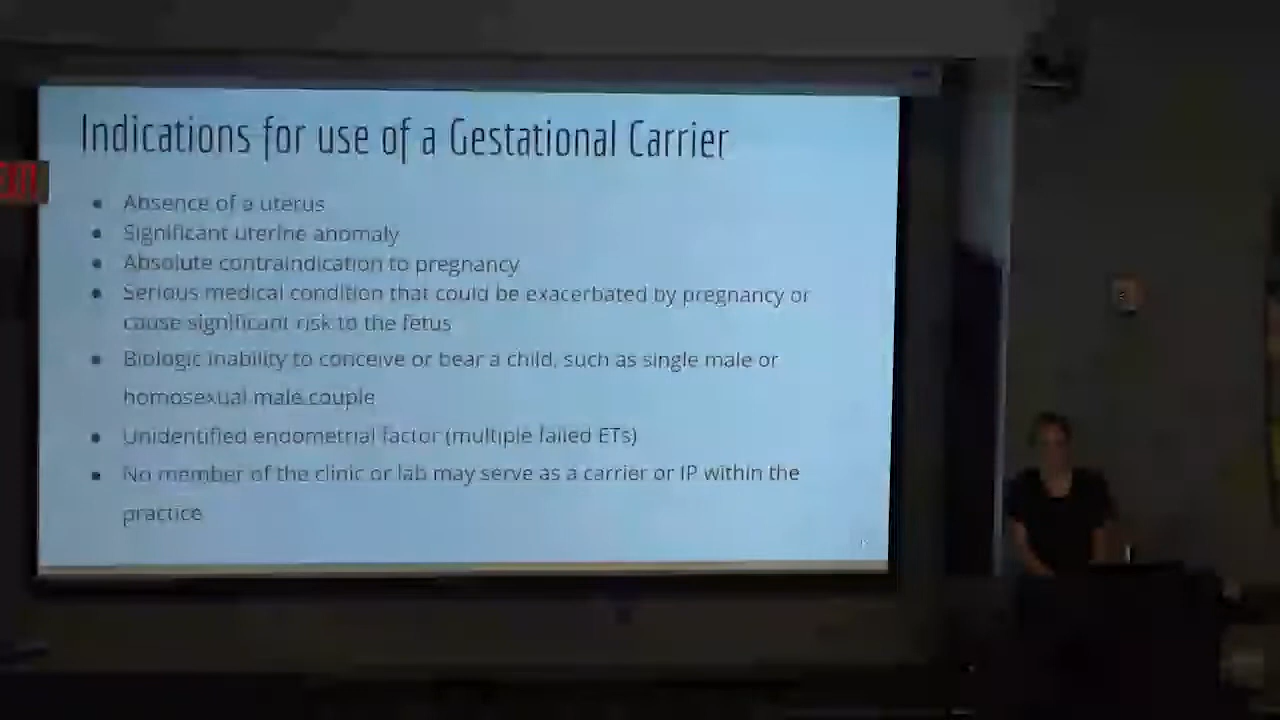 Indications for use of a Gestational Carrier
● Absence of a uterus
● Significant uterine anomaly
● Absolute contraindication to pregnancy
● Serious medical condition that could be exacerbated by pregnancy or
cause significant risk to the fetus
● Biologic inability to conceive or bear a child, such as single male or
homosexual male couple
● Unidentified endometrial factor (multiple failed ETs)
● No member of the clinic or lab may serve as a carrier or IP within the
practice